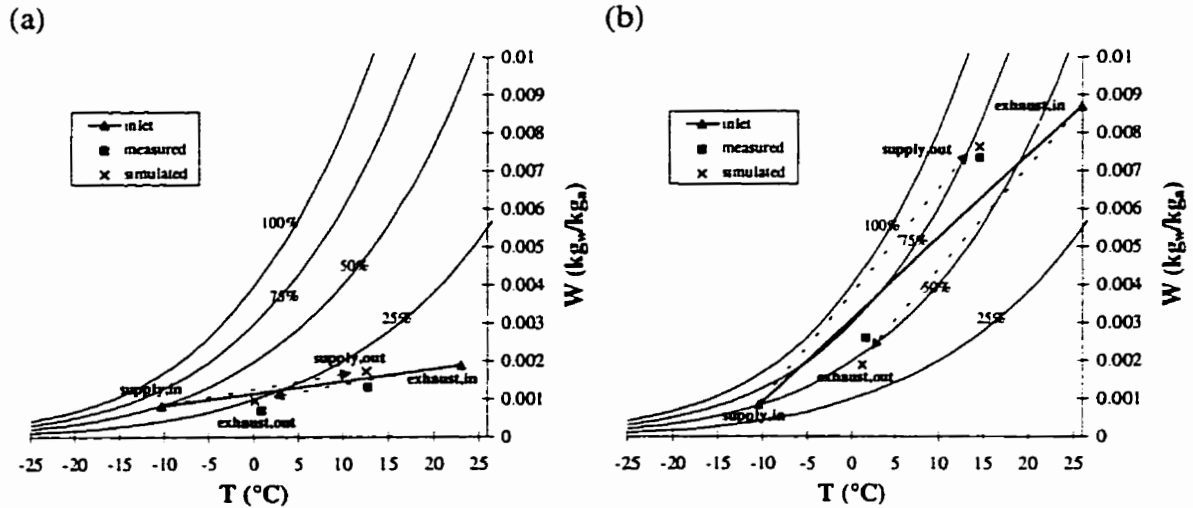 (a)
inlet
measured
simulated
100%
75%
50%
25%
supply,in
supply,out
exhaust,in
exhaust,out
0.01
0.009
0.008
0.007
0.006
0.005
0.004
0.003
0.002
0.001
0
W (kgw/kga)
-25 -20 -15 -10 -5 0 5 10 15 20 25
T (°C)
(b)
inlet
measured
simulated
exhaust,in
supply,out
100%
75%
50%
25%
exhaust,out
supply,in
0.01
0.009
0.008
0.007
0.006
0.005
0.004
0.003
0.002
0.001
0
W (kgw/kga)
-25 -20 -15 -10 -5 0 5 10 15 20 25
T (°C)